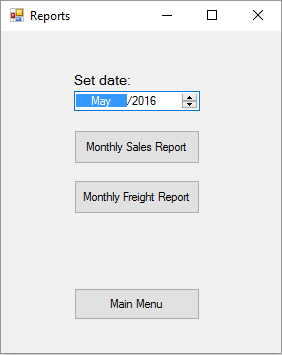 Reports
Set date:
May /2016
Monthly Sales Report
Monthly Freight Report
Main Menu